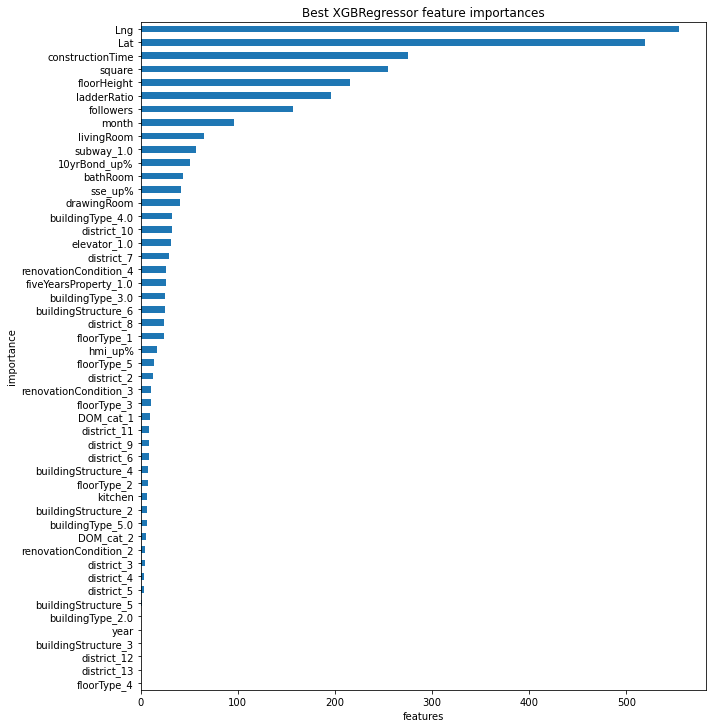 Best XGBRegressor feature importances
Lng
Lat
constructionTime
square
floorHeight
ladderRatio
followers
month
livingRoom
subway_1.0
10yrBond_up%
bathRoom
sse_up%
drawingRoom
buildingType_4.0
district_10
elevator_1.0
district_7
renovationCondition_4
fiveYearsProperty_1.0
buildingType_3.0
buildingStructure_6
district_8
floorType_1
hmi_up%
floorType_5
district_2
renovationCondition_3
floorType_3
DOM_cat_1
district_11
district_9
district_6
buildingStructure_4
floorType_2
kitchen
buildingStructure_2
buildingType_5.0
DOM_cat_2
renovationCondition_2
district_3
district_4
district_5
buildingStructure_5
buildingType_2.0
year
buildingStructure_3
district_12
district_13
floorType_4
importance
0 100 200 300 400 500
features